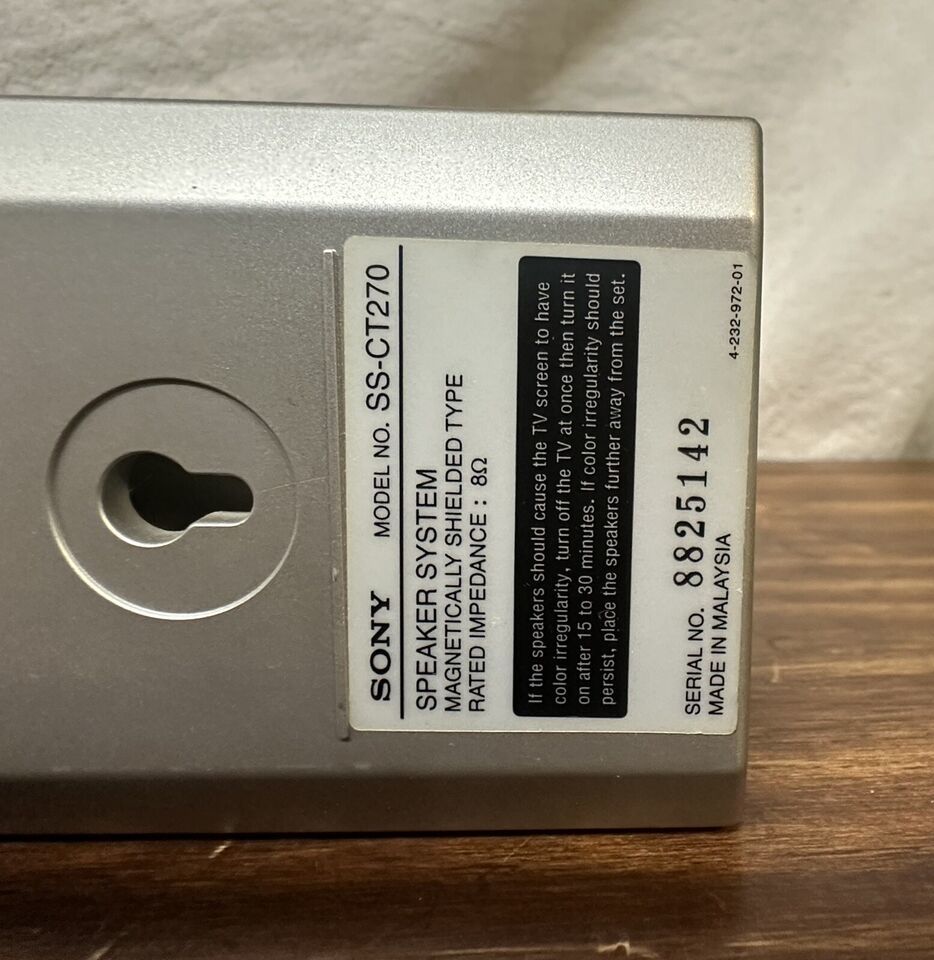 SONY MODEL NO. SS-CT270
SPEAKER SYSTEM
MAGNETICALLY SHIELDED TYPE
RATED IMPEDANCE : 8Ω
If the speakers should cause the TV screen to have
color irregularity, turn off the TV at once then turn it
on after 15 to 30 minutes. If color irregularity should
persist, place the speakers further away from the set.
SERIAL NO. 8825142
MADE IN MALAYSIA
4-232-972-01